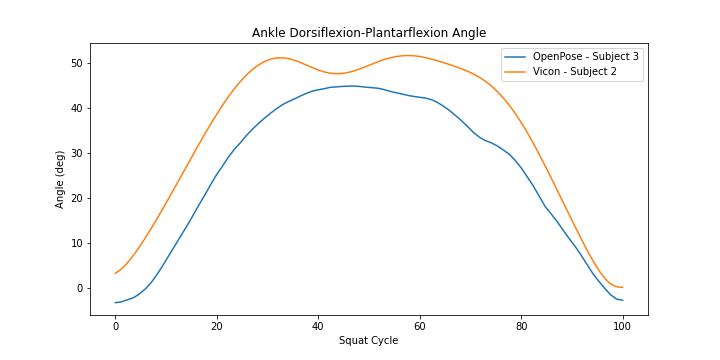 Ankle Dorsiflexion-Plantarflexion Angle
OpenPose - Subject 3
Vicon - Subject 2
50
40
30
20
10
0
Angle (deg)
0 20 40 60 80 100
Squat Cycle